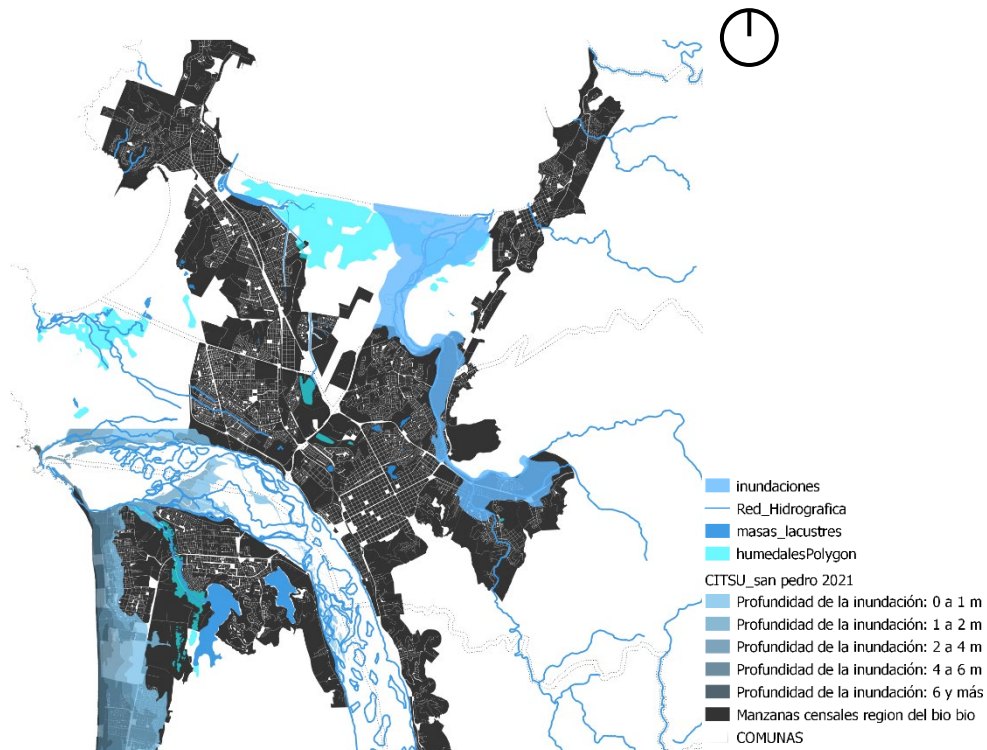 inundaciones
Red_Hidrografica
masas_lacustres
humedalesPolygon
CITSU_san pedro 2021
Profundidad de la inundación: 0 a 1 m
Profundidad de la inundación: 1 a 2 m
Profundidad de la inundación: 2 a 4 m
Profundidad de la inundación: 4 a 6 m
Profundidad de la inundación: 6 y más
Manzanas censales region del bio bio
COMUNAS